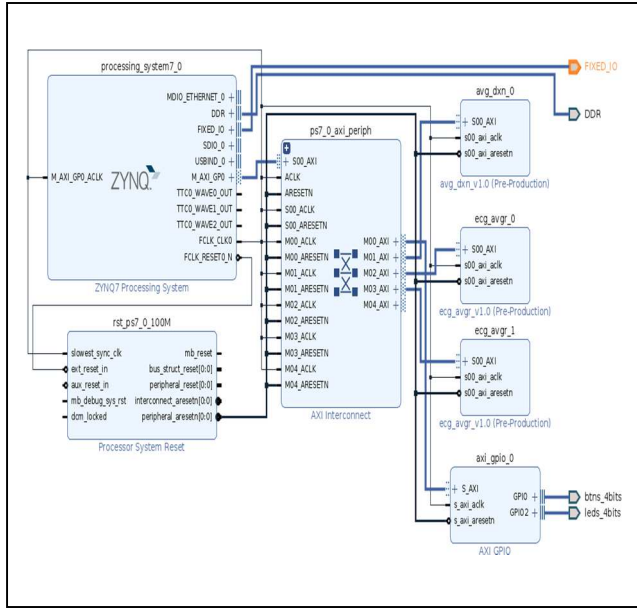 processing_system7_0
MDIO_ETHERNET_0
DDR
FIXED_IO
SDIO_0
USBIND_0
M_AXI_GP0
M_AXI_GP0_ACLK
ZYNQ
TTC0_WAVE0_OUT
TTC0_WAVE1_OUT
TTC0_WAVE2_OUT
FCLK_CLK0
FCLK_RESET0_N
ZYNQ7 Processing System
rst_ps7_0_100M
slowest_sync_clk
mb_reset
ext_reset_in
bus_struct_reset[0:0]
aux_reset_in
peripheral_reset[0:0]
mb_debug_sys_rst
interconnect_aresetn[0:0]
dcm_locked
peripheral_aresetn[0:0]
Processor System Reset
ps7_0_axi_periph
S00_AXI
ACLK
ARESETN
S00_ACLK
S00_ARESETN
M00_ACLK
M00_AXI
M00_ARESETN
M01_AXI
M01_ACLK
M02_AXI
M01_ARESETN
M03_AXI
M02_ACLK
M04_AXI
M02_ARESETN
M03_ACLK
M03_ARESETN
M04_ACLK
M04_ARESETN
AXI Interconnect
FIXED_IO
DDR
avg_dxn_0
S00_AXI
s00_axi_aclk
s00_axi_aresetn
avg_dxn_v1.0 (Pre-Production)
ecg_avgr_0
S00_AXI
s00_axi_aclk
s00_axi_aresetn
ecg_avgr_v1.0 (Pre-Production)
ecg_avgr_1
S00_AXI
s00_axi_aclk
s00_axi_aresetn
ecg_avgr_v1.0 (Pre-Production)
axi_gpio_0
S_AXI
s_axi_aclk
s_axi_aresetn
GPIO
GPIO2
AXI GPIO
btns_4bits
leds_4bits